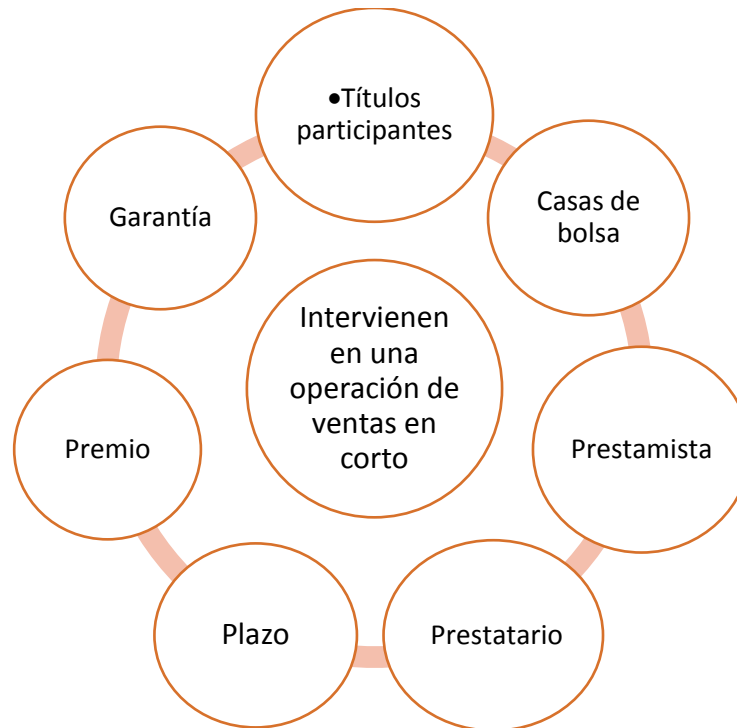 •Títulos
participantes
Casas de
bolsa
Prestamista
Prestatario
Plazo
Premio
Garantía
Intervienen
en una
operación de
ventas en
corto